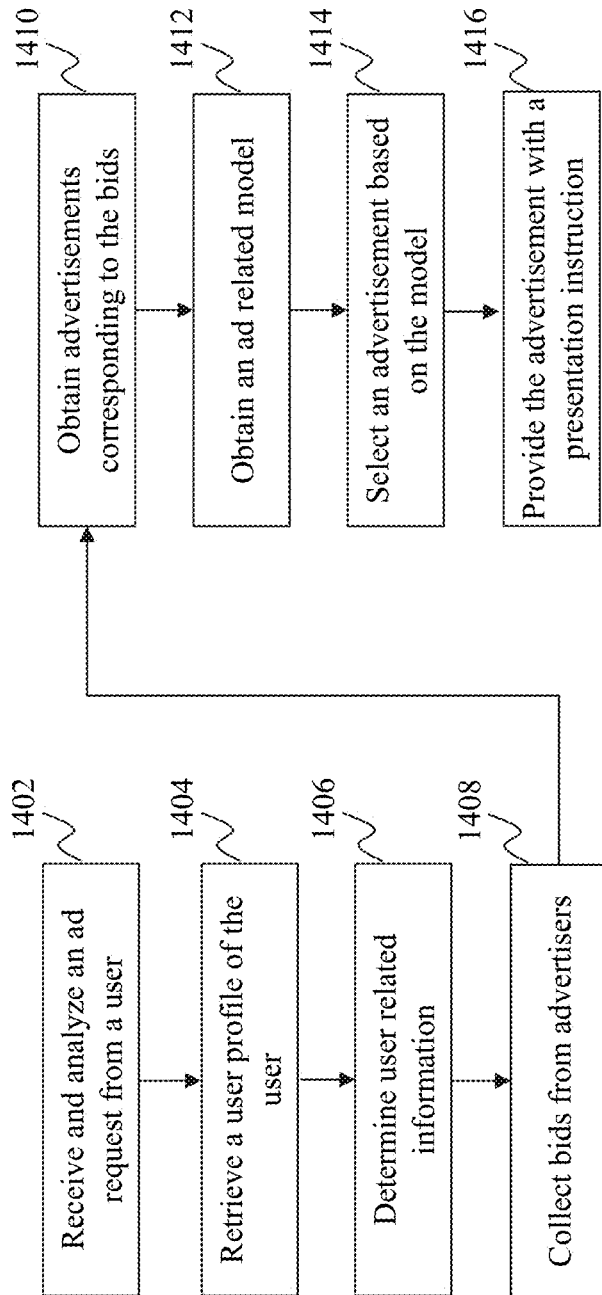 1402
Receive and analyze an ad
request from a user
1404
Retrieve a user profile of the
user
1406
Determine user related
information
1408
Collect bids from advertisers
1410
Obtain advertisements
corresponding to the bids
1412
Obtain an ad related model
1414
Select an advertisement based
on the model
1416
Provide the advertisement with a
presentation instruction